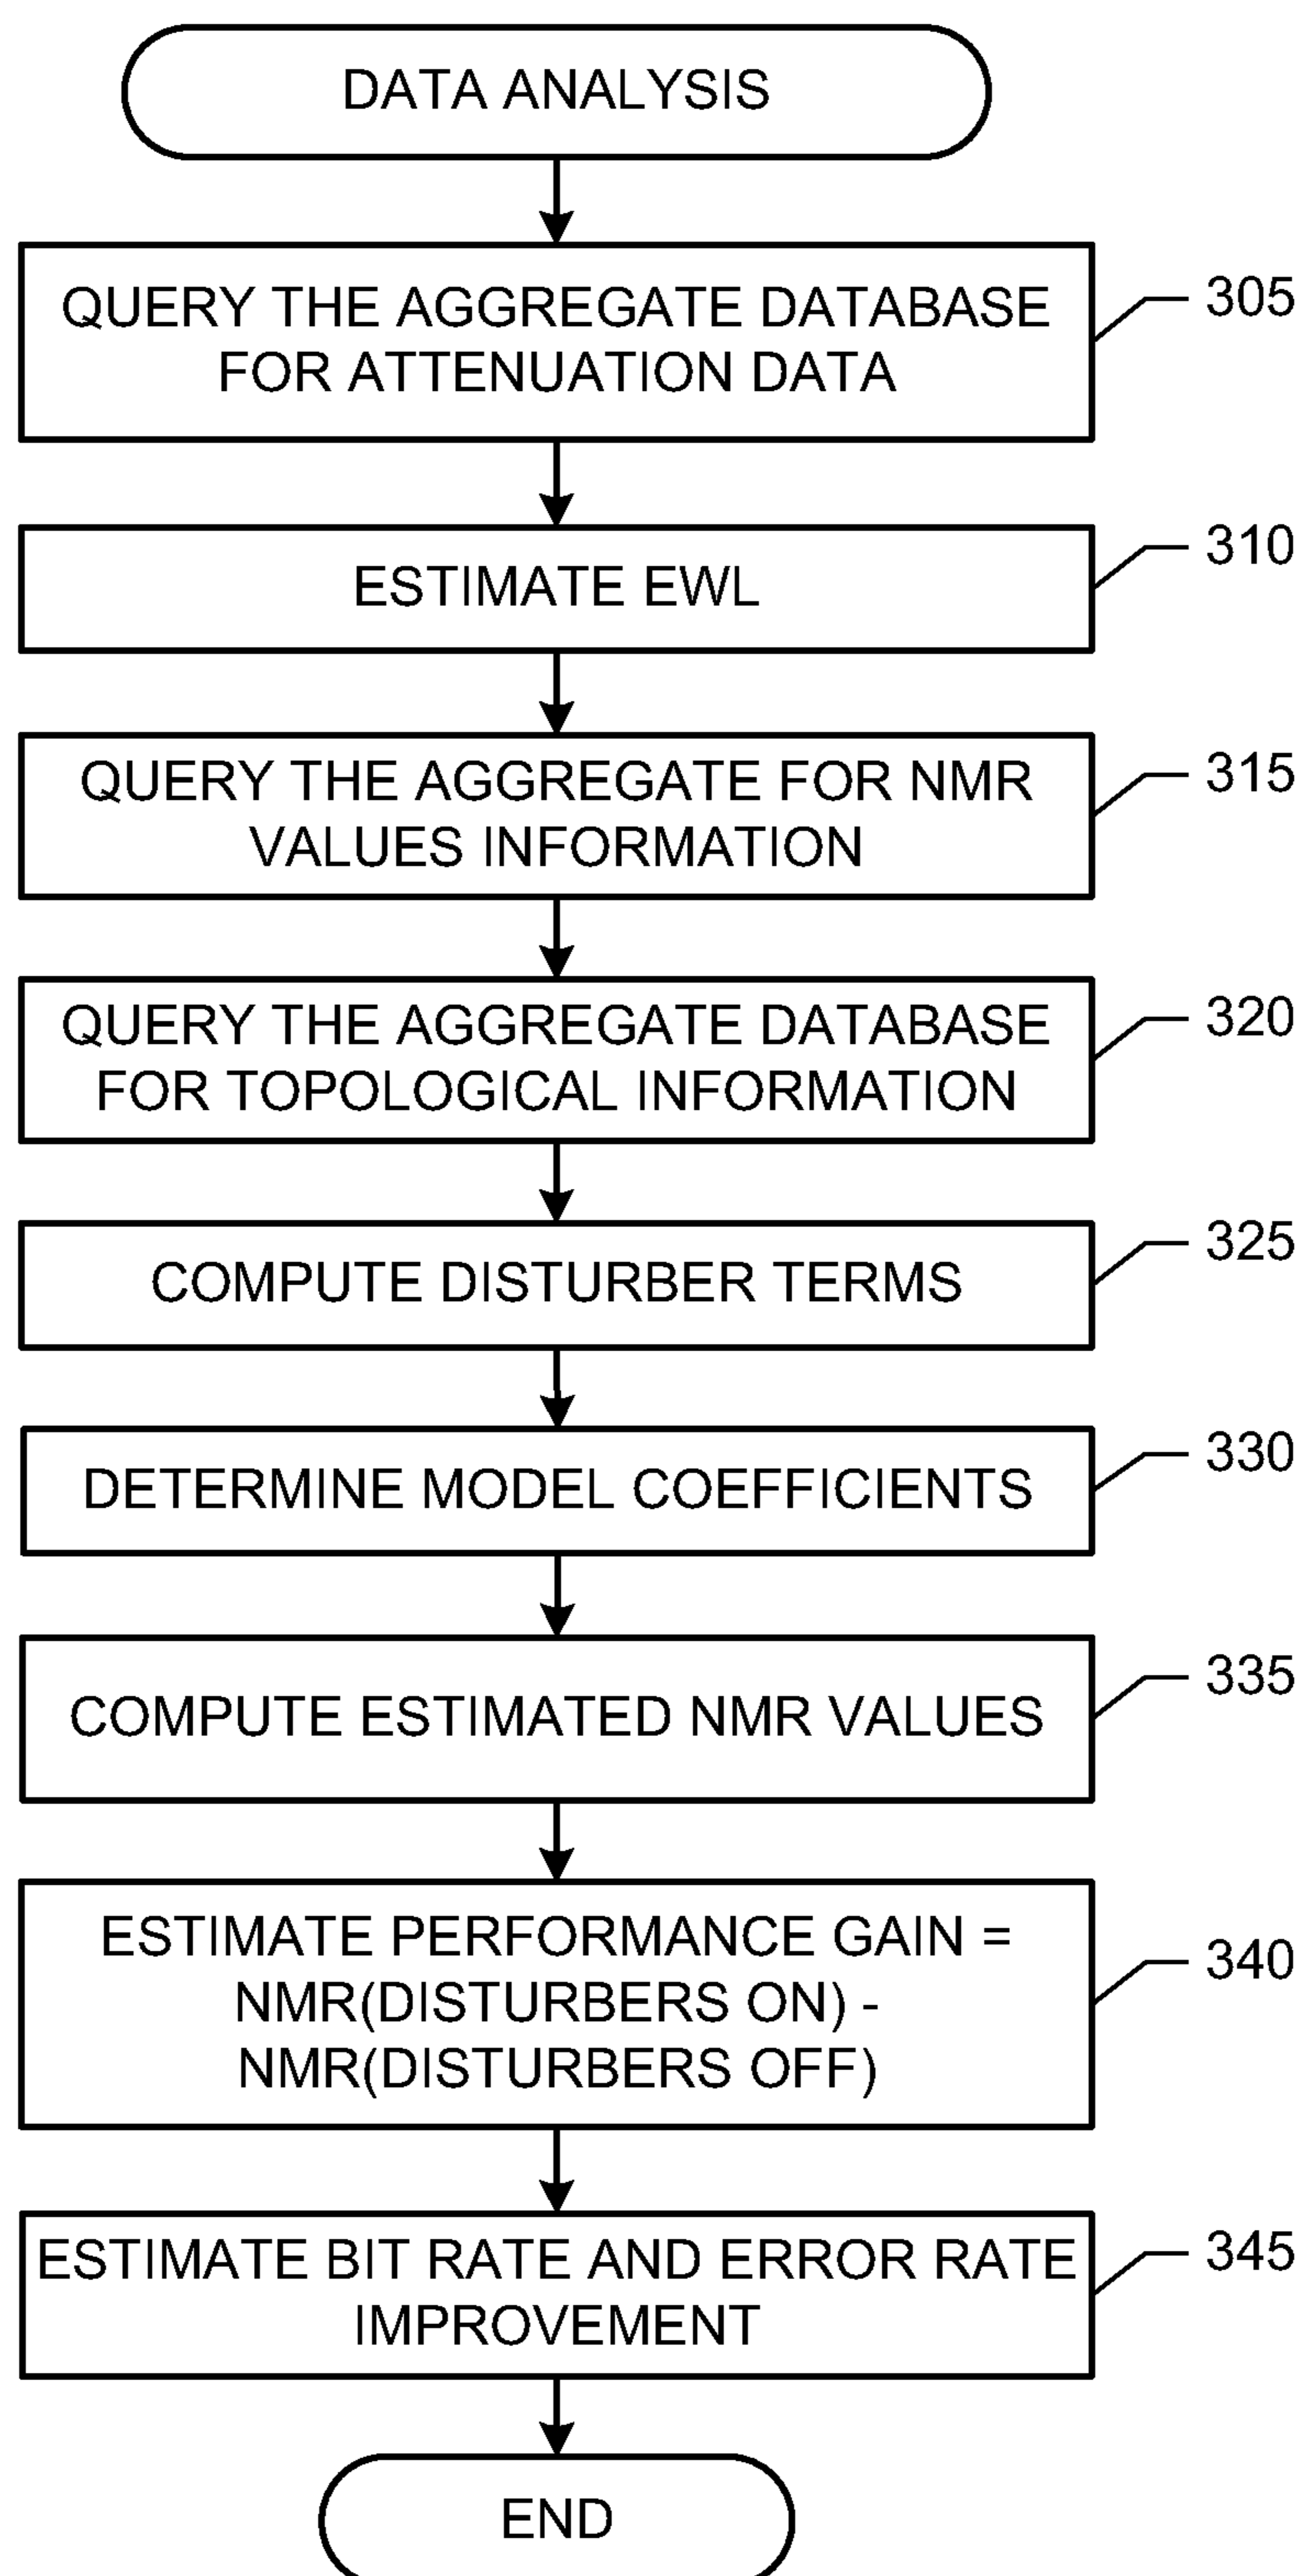 DATA ANALYSIS
QUERY THE AGGREGATE DATABASE
FOR ATTENUATION DATA
305
ESTIMATE EWL
310
QUERY THE AGGREGATE FOR NMR
VALUES INFORMATION
315
QUERY THE AGGREGATE DATABASE
FOR TOPOLOGICAL INFORMATION
320
COMPUTE DISTURBER TERMS
325
DETERMINE MODEL COEFFICIENTS
330
COMPUTE ESTIMATED NMR VALUES
335
ESTIMATE PERFORMANCE GAIN =
NMR(DISTURBERS ON) -
NMR(DISTURBERS OFF)
340
ESTIMATE BIT RATE AND ERROR RATE
IMPROVEMENT
345
END